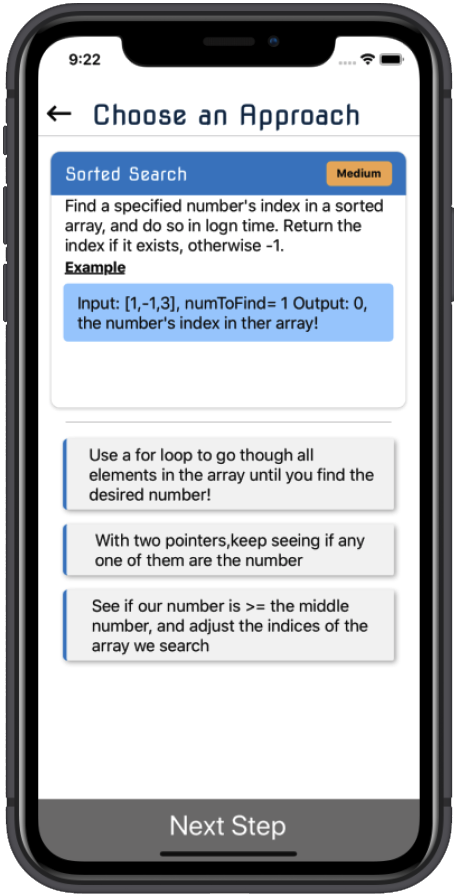 9:22
Choose an Approach
Sorted Search
Medium
Find a specified number's index in a sorted
array, and do so in logn time. Return the
index if it exists, otherwise -1.
Example
Input: [1,-1,3], numToFind= 1 Output: 0,
the number's index in ther array!
Use a for loop to go though all
elements in the array until you find the
desired number!
With two pointers,keep seeing if any
one of them are the number
See if our number is >= the middle
number, and adjust the indices of the
array we search
Next Step